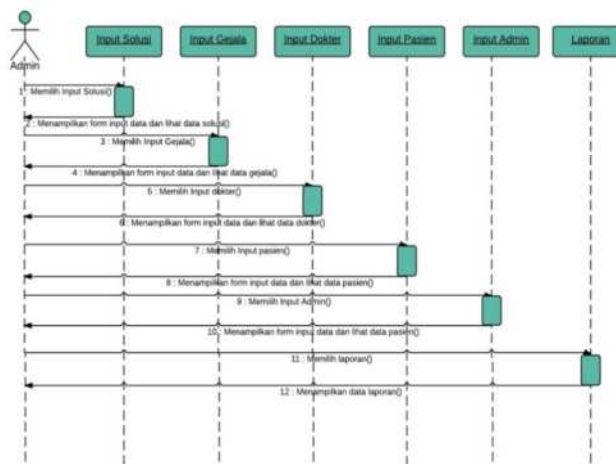 Admin
Input Solusi
Input Gejala
Input Dokter
Input Pasien
Input Admin
Laporan
1 : Memilih Input Solusi()
2 : Menampilkan form input data dan lihat data solusi()
3 : Memilih Input Gejala()
4 : Menampilkan form input data dan lihat data gejala()
5 : Memilih Input dokter()
6 : Menampilkan form input data dan lihat data dokter()
7 : Memilih Input pasien()
8 : Menampilkan form input data dan lihat data pasien()
9 : Memilih Input Admin()
10 : Menampilkan form input data dan lihat data pasien()
11 : Memilih laporan()
12 : Menampilkan data laporan()